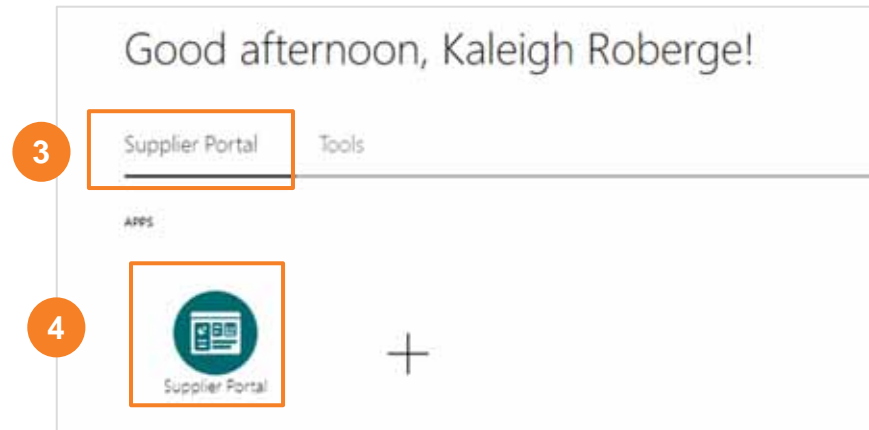 Good afternoon, Kaleigh Roberge!
3
Supplier Portal Tools
APPS
4
Supplier Portal